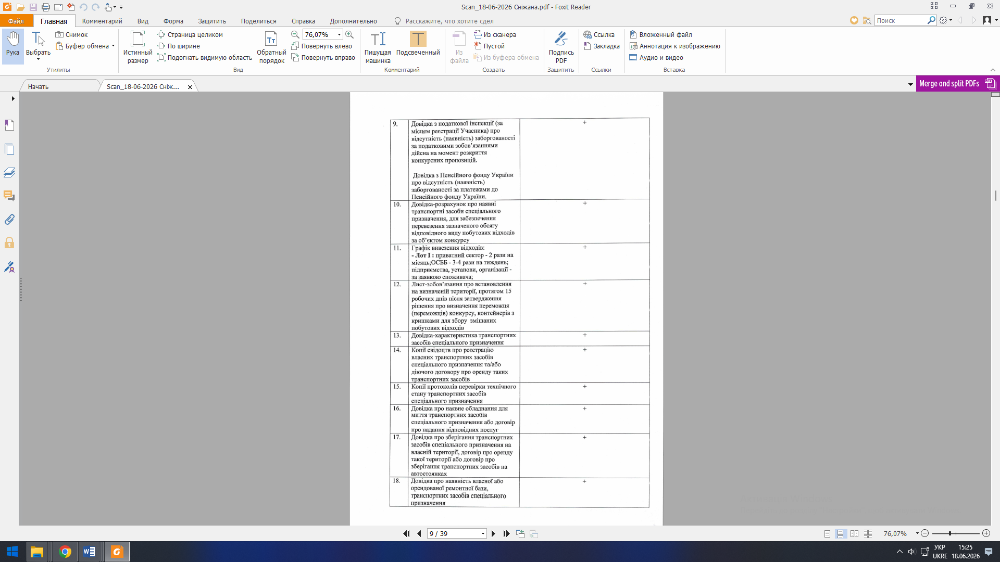 Scan_18-06-2026 Сніжана.pdf - Foxit Reader
Файл
Главная
Комментарий
Вид
Форма
Защитить
Поделиться
Справка
Дополнительно
Расскажите, что хотите сделать
Поиск
Рука
Выбрать
Снимок
Буфер обмена
Утилиты
Истинный размер
Страница целиком
По ширине
Подогнать видимую область
Обратный порядок
76,07%
Повернуть влево
Повернуть вправо
Вид
Пишущая машинка
Подсвеченный
Комментарий
Из файла
Из сканера
Пустой
Из буфера обмена
Создать
Подпись PDF
Защитить
Ссылка
Закладка
Ссылки
Вложенный файл
Аннотация к изображению
Аудио и видео
Вставка
Начать
Scan_18-06-2026 Сніж...
Merge and split PDFs
9. Довідка з податкової інспекції (за +
місцем реєстрації Учасника) про
відсутність (наявність) заборгованості
за податковими зобов’язаннями
дійсна на момент розкриття
конкурсних пропозицій.
Довідка з Пенсійного фонду України
про відсутність (наявність)
заборгованості за платежами до
Пенсійного фонду України.
10. Довідка-розрахунок про наявні +
транспортні засоби спеціального
призначення, для забезпечення
перевезення зазначеного обсягу
відповідного виду побутових відходів
за об’єктом конкурсу
11. Графік вивезення відходів: +
- Лот І : приватний сектор - 2 рази на
місяць;ОСББ - 3-4 рази на тиждень;
підприємства, установи, організації -
за заявкою споживача;
12. Лист-зобов’язання про встановлення +
на визначеній території, протягом 15
робочих днів після затвердження
рішення про визначення переможця
(переможців) конкурсу, контейнерів з
кришками для збору змішаних
побутових відходів
13. Довідка-характеристика транспортних +
засобів спеціального призначення
14. Копії свідоцтв про реєстрацію +
власних транспортних засобів
спеціального призначення та/або
діючого договору про оренду таких
транспортних засобів
15. Копії протоколів перевірки технічного +
стану транспортних засобів
спеціального призначення
16. Довідка про наявне обладнання для +
миття транспортних засобів
спеціального призначення або договір
про надання відповідних послуг
17. Довідка про зберігання транспортних +
засобів спеціального призначення на
власній території, договір про оренду
такої території або договір про
зберігання транспортних засобів на
автостоянках
18. Довідка про наявність власної або +
орендованої ремонтної бази,
транспортних засобів спеціального
призначення
9 / 39
76,07%
УКР
UKRE
15:25
18.06.2026